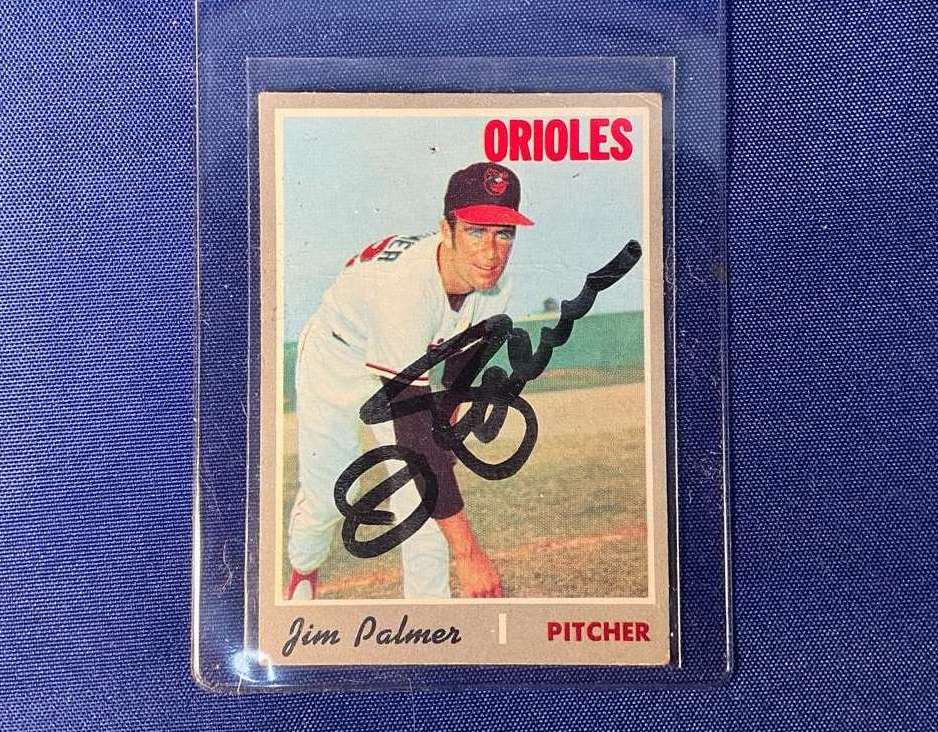 ORIOLES
Jim Palmer
PITCHER